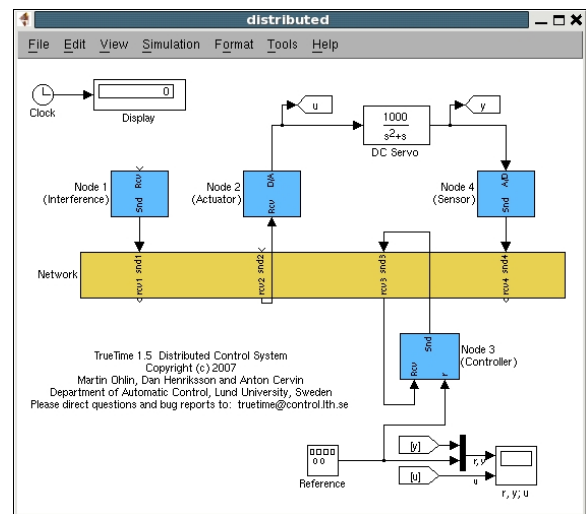 distributed
File Edit View Simulation Format Tools Help
Clock
0
Display
u
1000
s²+s
DC Servo
y
Node 1
(Interference)
Rcv
Snd
Node 2
(Actuator)
D/A
Rcv
Node 4
(Sensor)
A/D
Snd
Network
snd1
rcv1
snd2
rcv2
snd3
rcv3
snd4
rcv4
Snd
Rcv
r
Node 3
(Controller)
TrueTime 1.5 Distributed Control System
Copyright (c) 2007
Martin Ohlin, Dan Henriksson and Anton Cervin
Department of Automatic Control, Lund University, Sweden
Please direct questions and bug reports to: truetime@control.lth.se
Reference
[y]
[u]
r, y
u
r, y; u